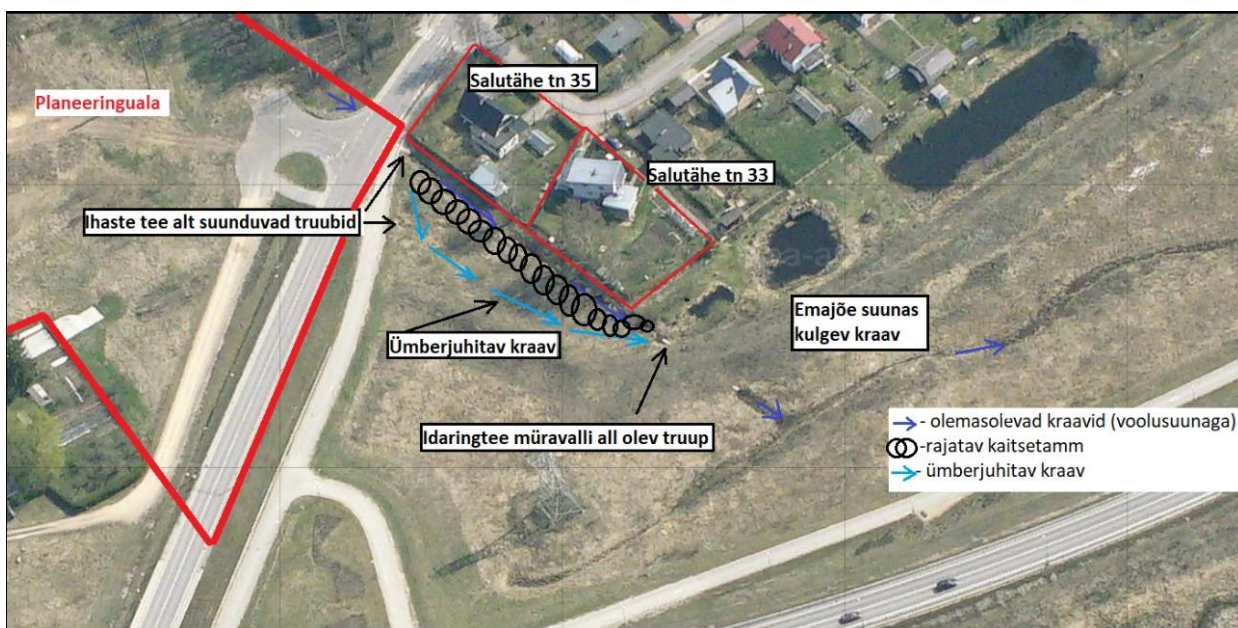 Salutähe tn 35
Planeeringuala
Salutähe tn 33
Ihaste tee alt suunduvad truubid
Emajõe suunas
kulgev kraav
Ümberjuhitav kraav
Idaringtee müravalli all olev truup
- olemasolevad kraavid (voolusuunaga)
-rajatav kaitsetamm
- ümberjuhitav kraav